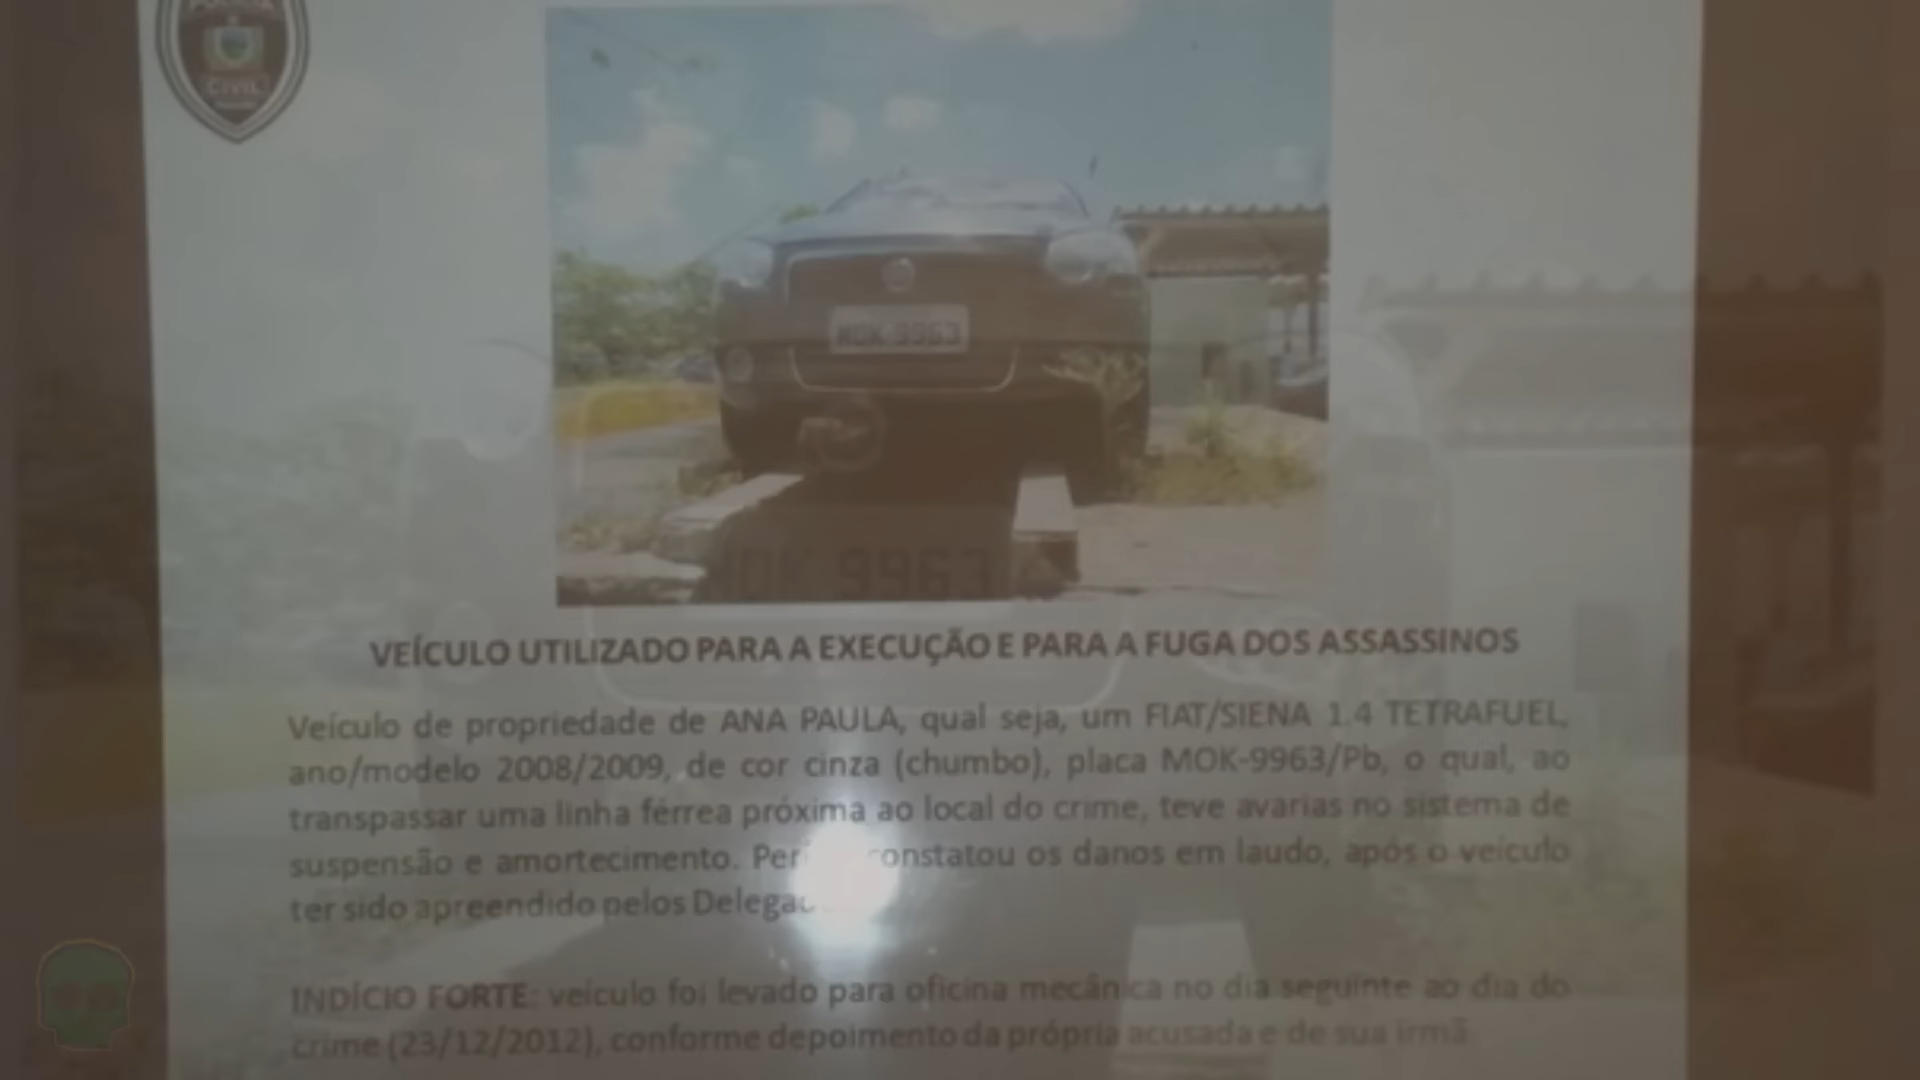 POLÍCIA
CIVIL
MOK 9963
OK 9963
VEÍCULO UTILIZADO PARA A EXECUÇÃO E PARA A FUGA DOS ASSASSINOS
Veículo de propriedade de ANA PAULA, qual seja, um FIAT/SIENA 1.4 TETRAFUEL,
ano/modelo 2008/2009, de cor cinza (chumbo), placa MOK-9963/Pb, o qual, ao
transpassar uma linha férrea próxima ao local do crime, teve avarias no sistema de
suspensão e amortecimento. constatou os danos em laudo, após o veículo
ter sido apreendido pelos
INDÍCIO FORTE: veículo foi levado para oficina mecânica no dia seguinte ao dia do
crime (23/12/2012), conforme depoimento da própria acusada e de sua irmã